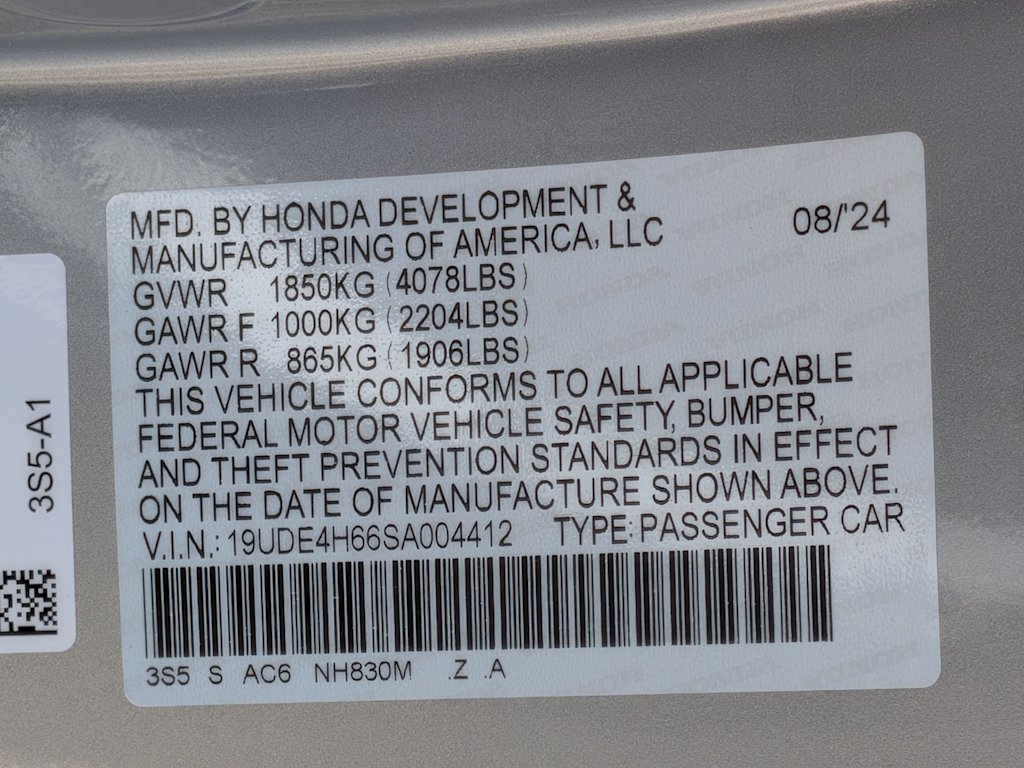 MFD. BY HONDA DEVELOPMENT &
MANUFACTURING OF AMERICA, LLC 08/'24
GVWR 1850KG (4078LBS)
GAWR F 1000KG (2204LBS)
GAWR R 865KG (1906LBS)
THIS VEHICLE CONFORMS TO ALL APPLICABLE
FEDERAL MOTOR VEHICLE SAFETY, BUMPER,
AND THEFT PREVENTION STANDARDS IN EFFECT
ON THE DATE OF MANUFACTURE SHOWN ABOVE.
V.I.N.: 19UDE4H66SA004412 TYPE: PASSENGER CAR
3S5 S AC6 NH830M .Z .A
3S5-A1